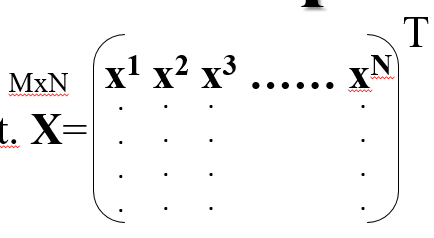 T
x¹ x² x³ …… xᴺ
MxN
t. X=
. . . .
. . . .
. . . .
. . . .